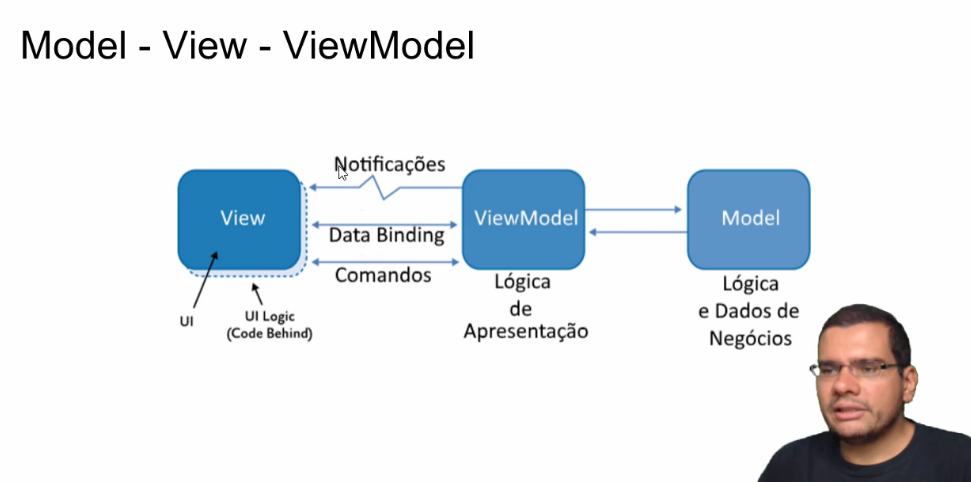 Model - View - ViewModel
Notificações
View
ViewModel
Model
Data Binding
Comandos
UI
UI Logic
(Code Behind)
Lógica
de
Apresentação
Lógica
e Dados de
Negócios